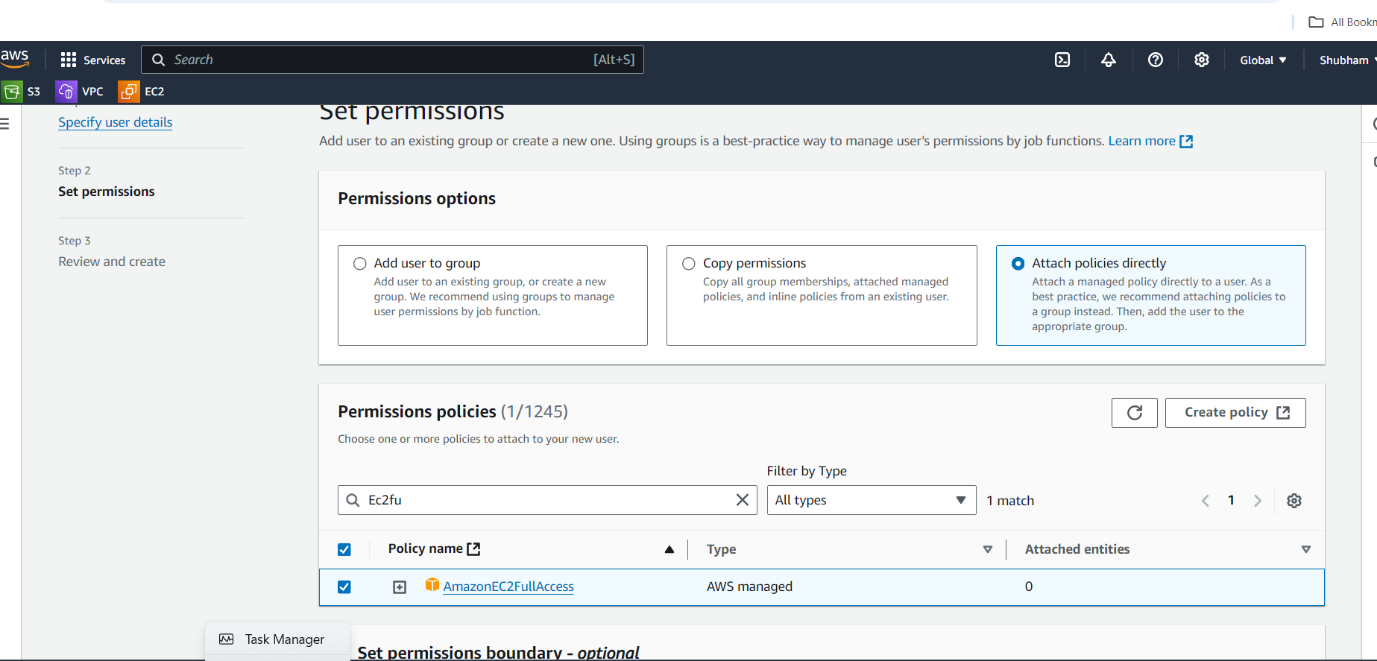 All Bookm
aws
Services
Search
[Alt+S]
Global
Shubham
S3
VPC
EC2
Specify user details
Step 2
Set permissions
Step 3
Review and create
Set permissions
Add user to an existing group or create a new one. Using groups is a best-practice way to manage user's permissions by job functions. Learn more
Permissions options
Add user to group
Add user to an existing group, or create a new
group. We recommend using groups to manage
user permissions by job function.
Copy permissions
Copy all group memberships, attached managed
policies, and inline policies from an existing user.
Attach policies directly
Attach a managed policy directly to a user. As a
best practice, we recommend attaching policies to
a group instead. Then, add the user to the
appropriate group.
Permissions policies (1/1245)
Create policy
Choose one or more policies to attach to your new user.
Filter by Type
Ec2fu
All types
1 match
1
Policy name
Type
Attached entities
AmazonEC2FullAccess
AWS managed
0
Task Manager
Set permissions boundary - optional